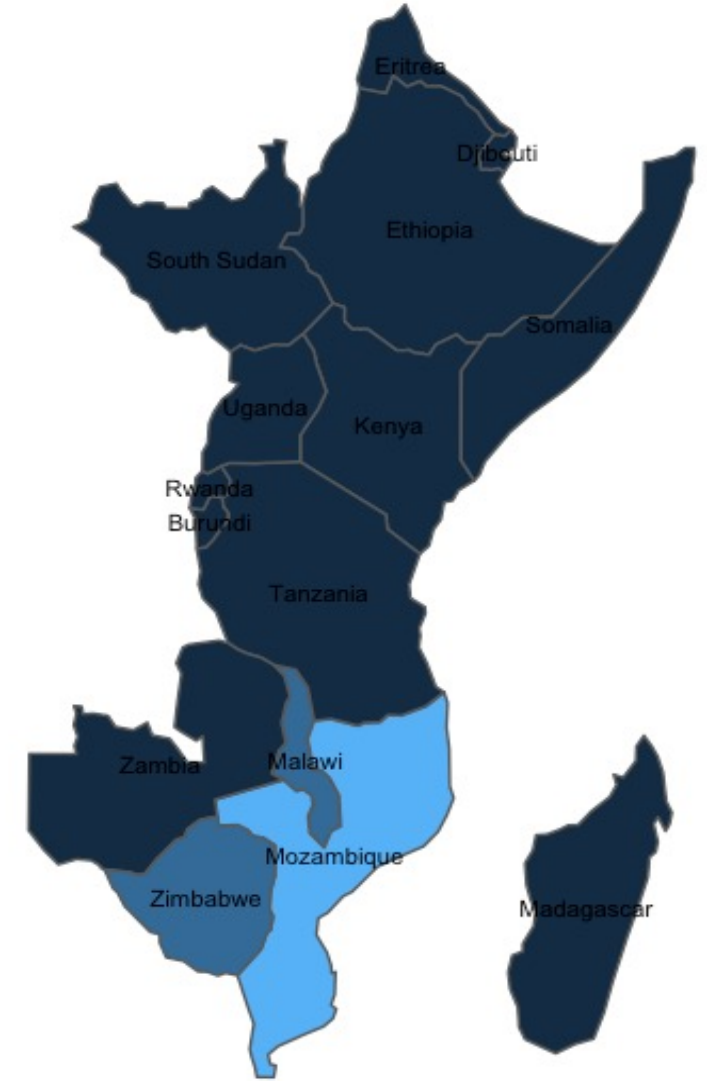 Eritrea
Djibouti
Ethiopia
South Sudan
Somalia
Uganda
Kenya
Rwanda
Burundi
Tanzania
Malawi
Zambia
Mozambique
Zimbabwe
Madagascar